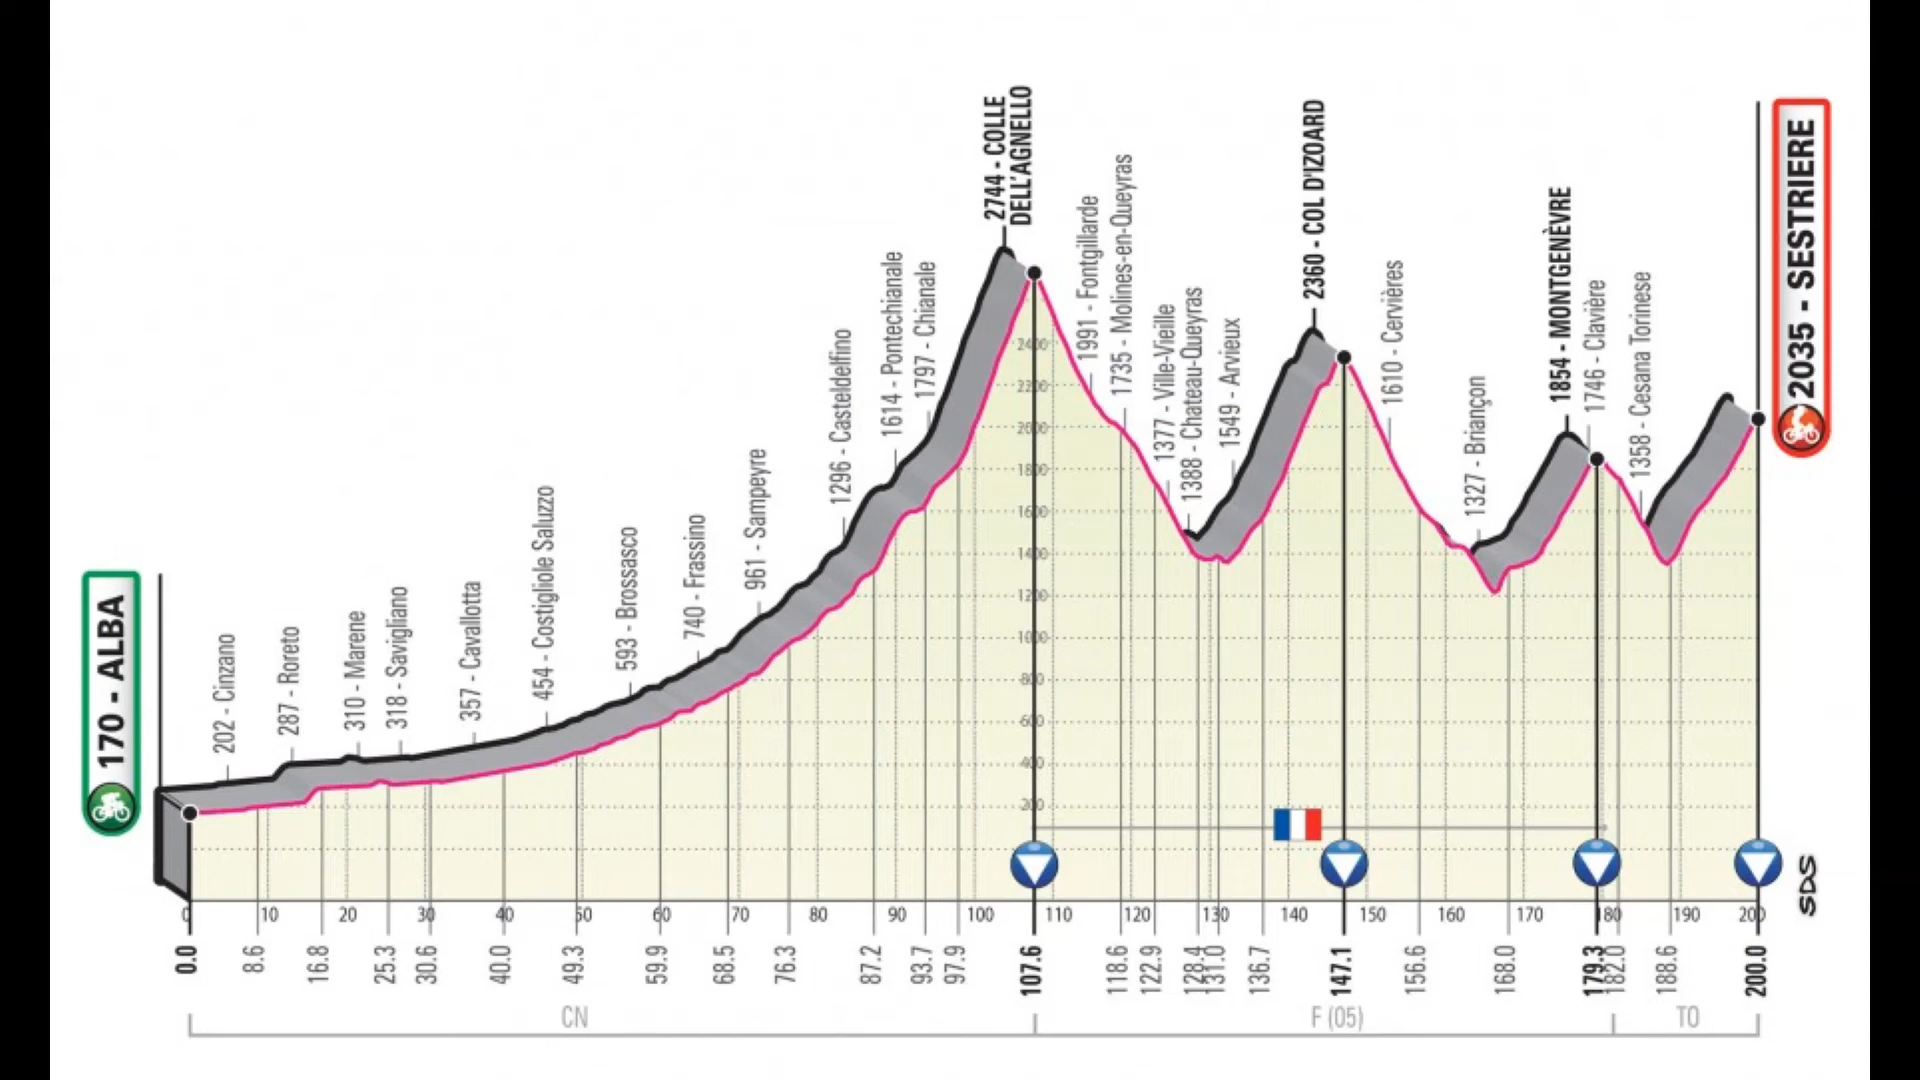 170 - ALBA
202 - Cinzano
287 - Roreto
310 - Marene
318 - Savigliano
357 - Cavallotta
454 - Costigliole Saluzzo
593 - Brossasco
740 - Frassino
961 - Sampeyre
1296 - Casteldelfino
1614 - Pontechianale
1797 - Chianale
2744 - COLLE
DELL'AGNELLO
1991 - Fontgillarde
1735 - Molines-en-Queyras
1377 - Ville-Vieille
1388 - Chateau-Queyras
1549 - Arvieux
2360 - COL D'IZOARD
1610 - Cervières
1327 - Briançon
1854 - MONTGENÈVRE
1746 - Clavière
1358 - Cesana Torinese
2035 - SESTRIERE
2400
2200
2000
1800
1600
1400
1200
1000
800
600
400
200
SDS
0 10 20 30 40 50 60 70 80 90 100 110 120 130 140 150 160 170 180 190 200
0.0 8.6 16.8 25.3 30.6 40.0 49.3 59.9 68.5 76.3 87.2 93.7 97.9 107.6 118.6 122.9 128.4 131.0 136.7 147.1 156.6 168.0 179.3 182.0 188.6 200.0
CN F (05) TO